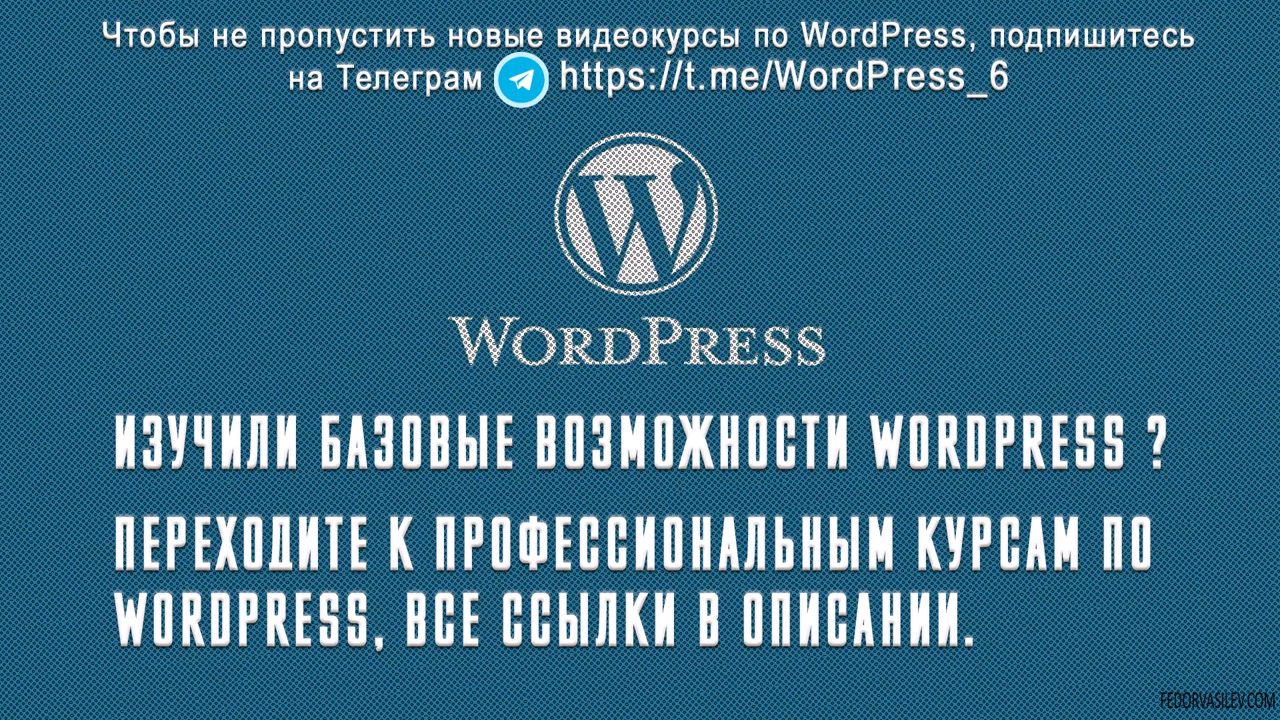 Чтобы не пропустить новые видеокурсы по WordPress, подпишитесь
на Телеграм https://t.me/WordPress_6
WORDPRESS
ИЗУЧИЛИ БАЗОВЫЕ ВОЗМОЖНОСТИ WORDPRESS ?
ПЕРЕХОДИТЕ К ПРОФЕССИОНАЛЬНЫМ КУРСАМ ПО
WORDPRESS, ВСЕ ССЫЛКИ В ОПИСАНИИ.
FEDORVASILEV.COM